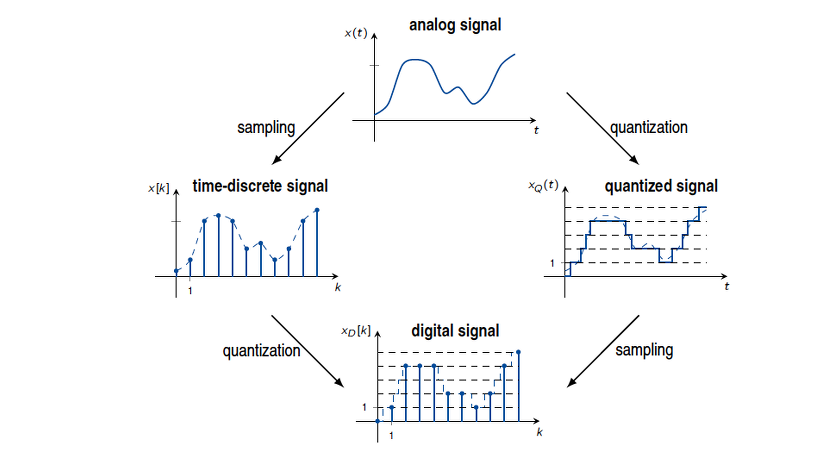 analog signal
x(t)
t
sampling
quantization
time-discrete signal
x[k]
1
k
quantized signal
x_Q(t)
1
t
quantization
sampling
digital signal
x_D[k]
1
1
k